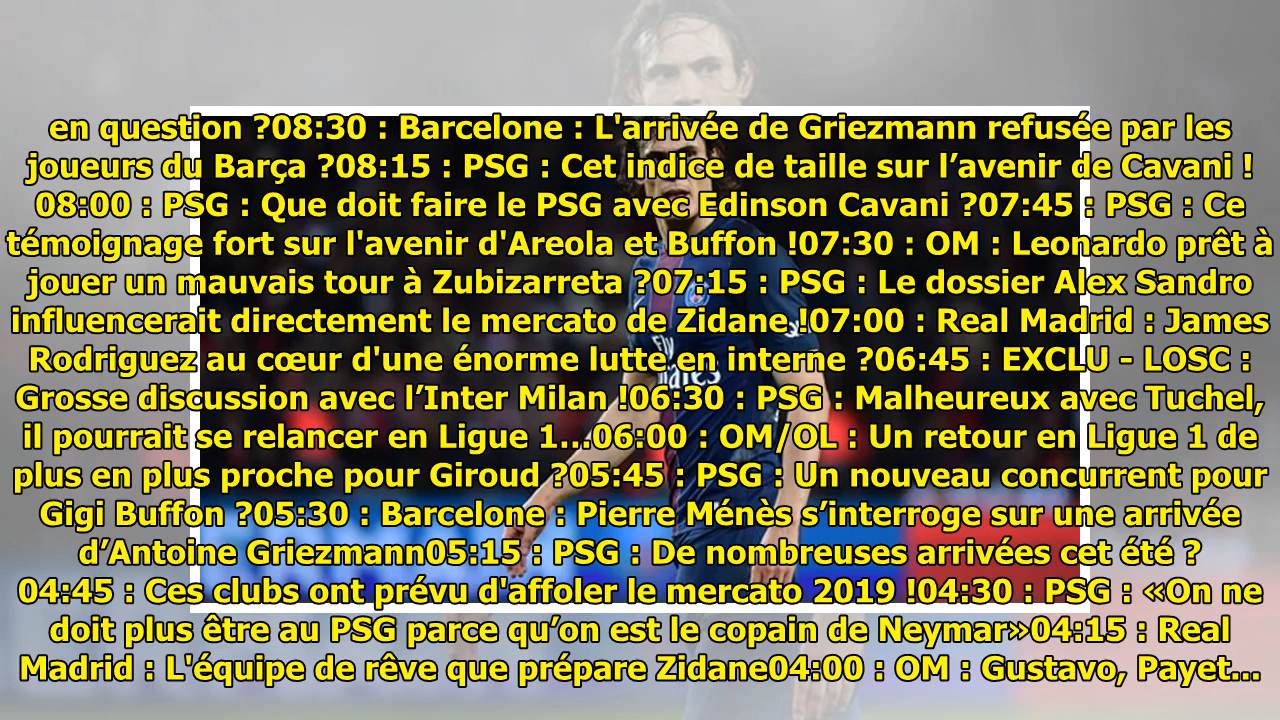 en question ?08:30 : Barcelone : L'arrivée de Griezmann refusée par les
joueurs du Barça ?08:15 : PSG : Cet indice de taille sur l’avenir de Cavani !
08:00 : PSG : Que doit faire le PSG avec Edinson Cavani ?07:45 : PSG : Ce
témoignage fort sur l'avenir d'Areola et Buffon !07:30 : OM : Leonardo prêt à
jouer un mauvais tour à Zubizarreta ?07:15 : PSG : Le dossier Alex Sandro
influencerait directement le mercato de Zidane !07:00 : Real Madrid : James
Rodriguez au cœur d'une énorme lutte en interne ?06:45 : EXCLU - LOSC :
Grosse discussion avec l’Inter Milan !06:30 : PSG : Malheureux avec Tuchel,
il pourrait se relancer en Ligue 1...06:00 : OM/OL : Un retour en Ligue 1 de
plus en plus proche pour Giroud ?05:45 : PSG : Un nouveau concurrent pour
Gigi Buffon ?05:30 : Barcelone : Pierre Ménès s’interroge sur une arrivée
d’Antoine Griezmann05:15 : PSG : De nombreuses arrivées cet été ?
04:45 : Ces clubs ont prévu d'affoler le mercato 2019 !04:30 : PSG : «On ne
doit plus être au PSG parce qu’on est le copain de Neymar»04:15 : Real
Madrid : L'équipe de rêve que prépare Zidane04:00 : OM : Gustavo, Payet...